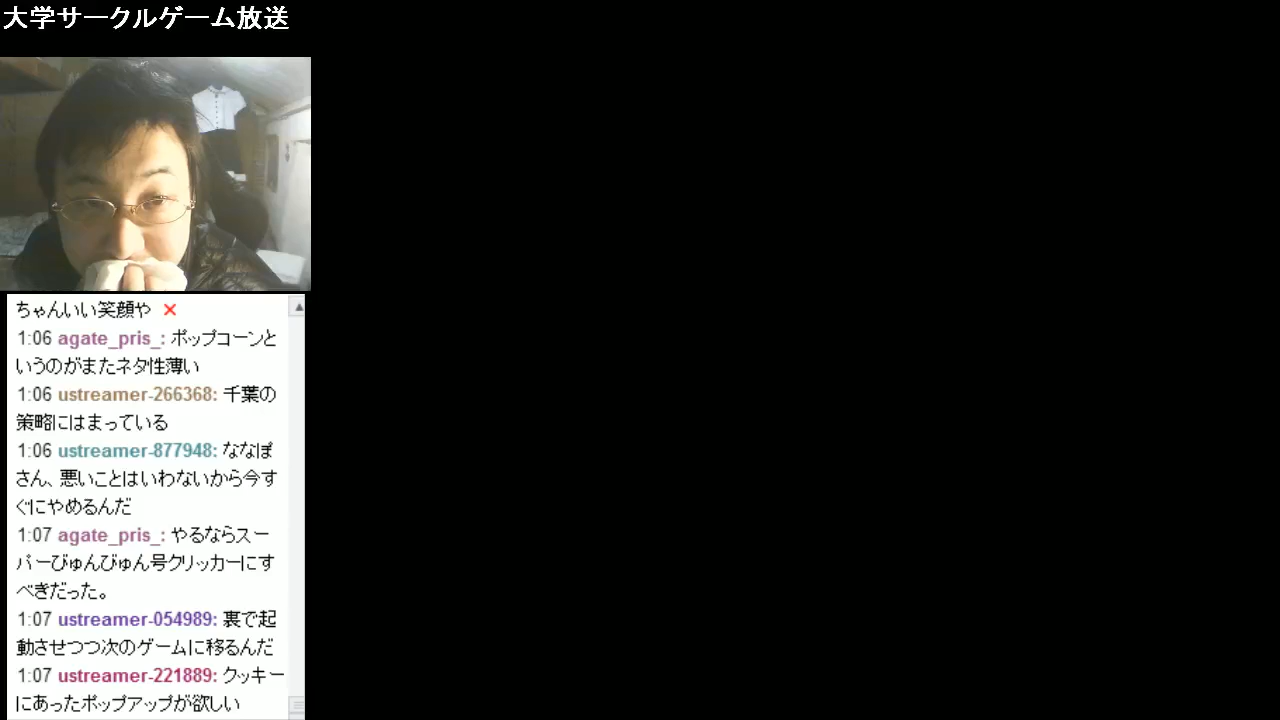 大学サークルゲーム放送
ちゃんいい笑顔や ×
1:06 agate_pris_: ポップコーンと
いうのがまたネタ性薄い
1:06 ustreamer-266368: 千葉の
策略にはまっている
1:06 ustreamer-877948: ななぽ
さん、悪いことはいわないから今す
ぐにやめるんだ
1:07 agate_pris_: やるならスー
パーびゅんびゅん号クリッカーにす
べきだった。
1:07 ustreamer-054989: 裏で起
動させつつ次のゲームに移るんだ
1:07 ustreamer-221889: クッキー
にあったポップアップが欲しい